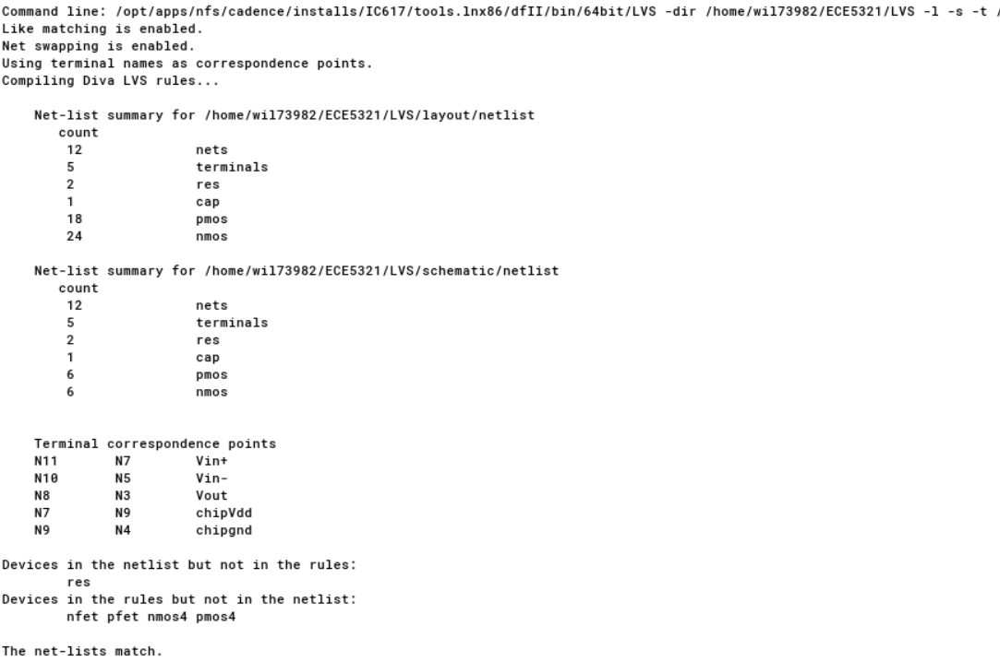 Command line: /opt/apps/nfs/cadence/installs/IC617/tools.lnx86/dfII/bin/64bit/LVS -dir /home/wil73982/ECE5321/LVS -l -s -t /
Like matching is enabled.
Net swapping is enabled.
Using terminal names as correspondence points.
Compiling Diva LVS rules...
Net-list summary for /home/wil73982/ECE5321/LVS/layout/netlist
count
12 nets
5 terminals
2 res
1 cap
18 pmos
24 nmos
Net-list summary for /home/wil73982/ECE5321/LVS/schematic/netlist
count
12 nets
5 terminals
2 res
1 cap
6 pmos
6 nmos
Terminal correspondence points
N11 N7 Vin+
N10 N5 Vin-
N8 N3 Vout
N7 N9 chipVdd
N9 N4 chipgnd
Devices in the netlist but not in the rules:
res
Devices in the rules but not in the netlist:
nfet pfet nmos4 pmos4
The net-lists match.